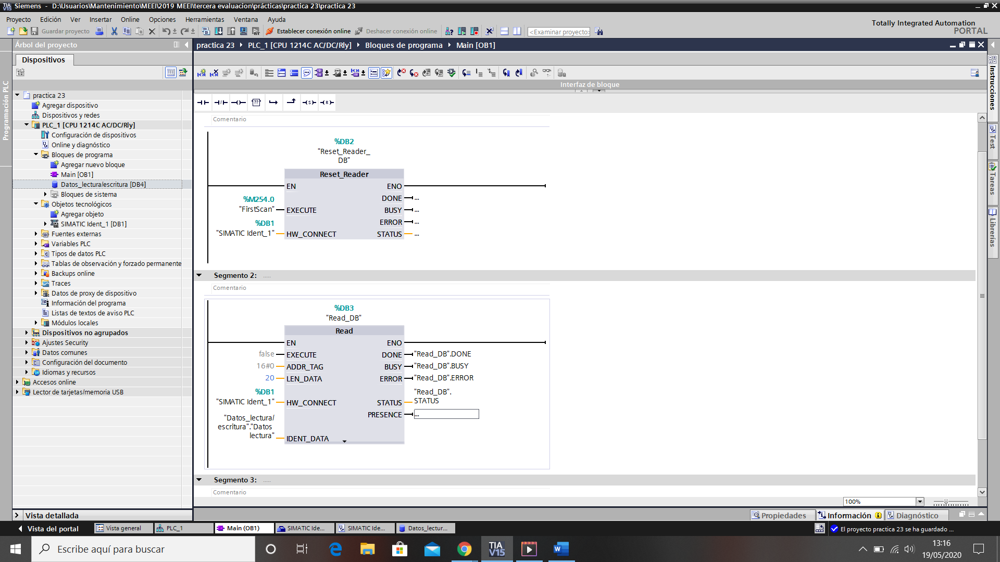 Siemens - D:\Usuarios\Mantenimiento\MEEI\2019 MEEI\tercera evaluacion\prácticas\practica 23\practica 23
Proyecto Edición Ver Insertar Online Opciones Herramientas Ventana Ayuda
Totally Integrated Automation
PORTAL
Guardar proyecto
Establecer conexión online
Deshacer conexión online
<Examinar proyecto>
Árbol del proyecto
practica 23 PLC_1 [CPU 1214C AC/DC/Rly] Bloques de programa Main [OB1]
Dispositivos
Programación PLC
practica 23
Agregar dispositivo
Dispositivos y redes
PLC_1 [CPU 1214C AC/DC/Rly]
Configuración de dispositivos
Online y diagnóstico
Bloques de programa
Agregar nuevo bloque
Main [OB1]
Datos_lectura/escritura [DB4]
Bloques de sistema
Objetos tecnológicos
Agregar objeto
SIMATIC Ident_1 [DB1]
Fuentes externas
Variables PLC
Tipos de datos PLC
Tablas de observación y forzado permanente
Backups online
Traces
Datos de proxy de dispositivo
Información del programa
Listas de textos de aviso PLC
Módulos locales
Dispositivos no agrupados
Ajustes Security
Datos comunes
Configuración del documento
Idiomas y recursos
Accesos online
Lector de tarjetas/memoria USB
Vista detallada
Interfaz de bloque
Comentario
%DB2
"Reset_Reader_
DB"
Reset_Reader
EN ENO
DONE ...
%M254.0
"FirstScan" EXECUTE BUSY ...
ERROR ...
%DB1
"SIMATIC Ident_1" HW_CONNECT STATUS ...
Segmento 2: .....
Comentario
%DB3
"Read_DB"
Read
EN ENO
false EXECUTE DONE "Read_DB".DONE
16#0 ADDR_TAG BUSY "Read_DB".BUSY
20 LEN_DATA ERROR "Read_DB".ERROR
%DB1
"SIMATIC Ident_1" HW_CONNECT STATUS "Read_DB".
STATUS
PRESENCE ...
"Datos_lectura/
escritura"."Datos
lectura" IDENT_DATA
Segmento 3: .....
Comentario
100%
Instrucciones
Test
Tareas
Librerías
Propiedades Información Diagnóstico
Vista del portal
Vista general
PLC_1
Main (OB1)
SIMATIC Ide...
SIMATIC Ide...
Datos_lectur...
El proyecto practica 23 se ha guardado ...
Escribe aquí para buscar
TIA
V15
13:16
19/05/2020